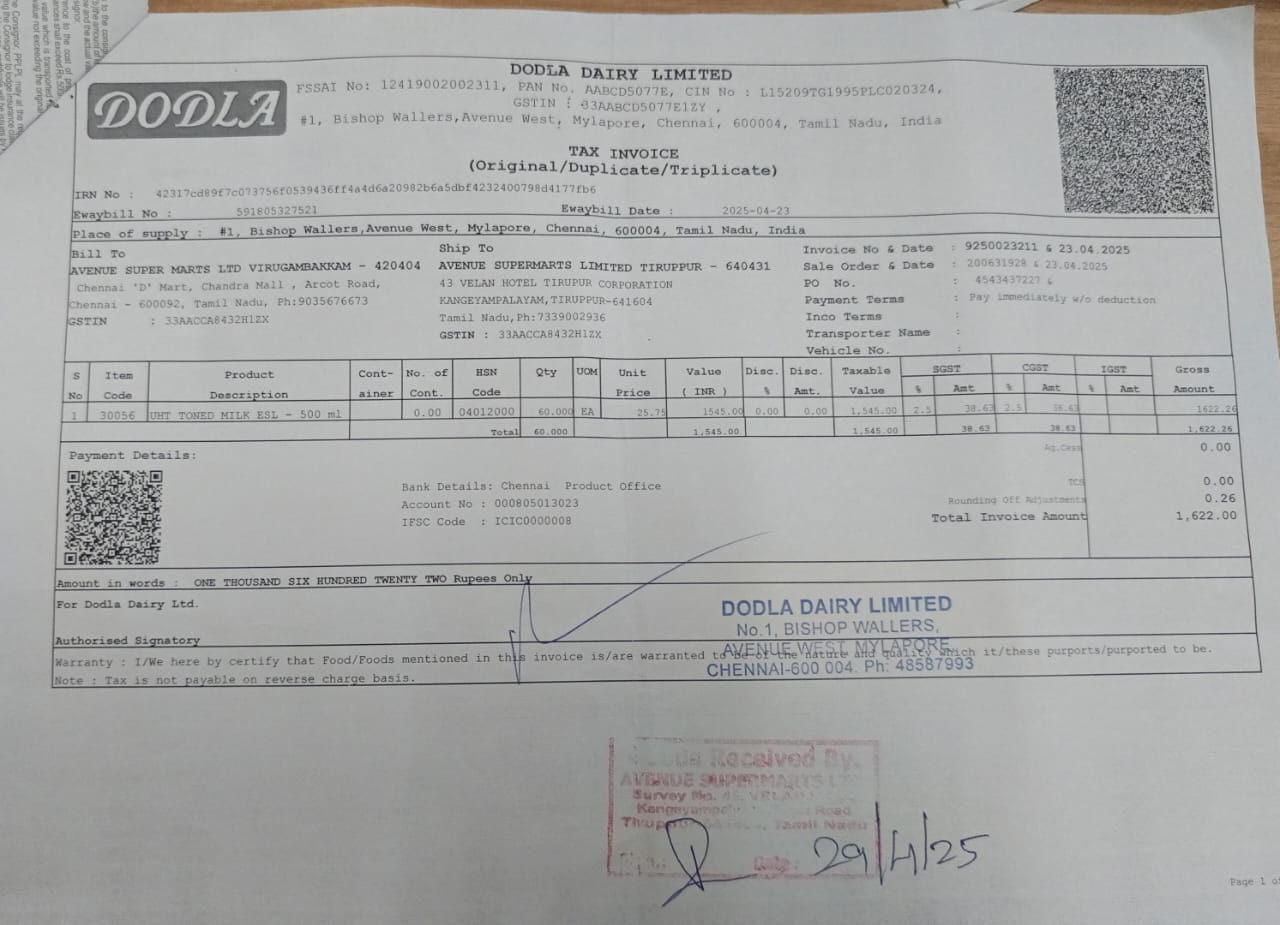 DODLA
DODLA DAIRY LIMITED
FSSAI No: 12419002002311, PAN No. AABCD5077E, CIN No : L15209TG1995PLC020324,
GSTIN : 33AABCD5077E1ZY ,
#1, Bishop Wallers,Avenue West, Mylapore, Chennai, 600004, Tamil Nadu, India
TAX INVOICE
(Original/Duplicate/Triplicate)
IRN No : 42317cd89f7c073756f0539436ff4a4d6a20982b6a5dbf4232400798d4177fb6
Ewaybill No : 591805327521 Ewaybill Date : 2025-04-23
Place of supply : #1, Bishop Wallers,Avenue West, Mylapore, Chennai, 600004, Tamil Nadu, India
Bill To
AVENUE SUPER MARTS LTD VIRUGAMBAKKAM - 420404
Chennai 'D' Mart, Chandra Mall , Arcot Road,
Chennai - 600092, Tamil Nadu, Ph:9035676673
GSTIN : 33AACCA8432H1ZX
Ship To
AVENUE SUPERMARTS LIMITED TIRUPPUR - 640431
43 VELAN HOTEL TIRUPUR CORPORATION
KANGEYAMPALAYAM,TIRUPPUR-641604
Tamil Nadu,Ph:7339002936
GSTIN : 33AACCA8432H1ZX
Invoice No & Date : 9250023211 & 23.04.2025
Sale Order & Date : 200631928 & 23.04.2025
PO No. : 4543437227 &
Payment Terms : Pay immediately w/o deduction
Inco Terms :
Transporter Name :
Vehicle No. :
S No Item Code Product Description Cont-ainer No. of Cont. HSN Code Qty UOM Unit Price Value ( INR ) Disc. % Disc. Amt. Taxable Value SGST % Amt CGST % Amt IGST % Amt Gross Amount
1 30056 UHT TONED MILK ESL - 500 ml 0.00 04012000 60.000 EA 25.75 1545.00 0.00 0.00 1,545.00 2.5 38.63 2.5 38.63 1622.26
Total 60.000 1,545.00 1,545.00 38.63 38.63 1,622.26
Payment Details:
Bank Details: Chennai Product Office
Account No : 000805013023
IFSC Code : ICIC0000008
Ag.Cess 0.00
TCS 0.00
Rounding Off Adjustments 0.26
Total Invoice Amount 1,622.00
Amount in words : ONE THOUSAND SIX HUNDRED TWENTY TWO Rupees Only
For Dodla Dairy Ltd.
Authorised Signatory
DODLA DAIRY LIMITED
No.1, BISHOP WALLERS,
AVENUE WEST, MYLAPORE
CHENNAI-600 004. Ph: 48587993
Warranty : I/We here by certify that Food/Foods mentioned in this invoice is/are warranted to be of the nature and quality which it/these purports/purported to be.
Note : Tax is not payable on reverse charge basis.
Received By.
AVENUE SUPERMARTS
Survey No.
Road
Tamil Nadu
Date: 29/4/25
Page 1 of